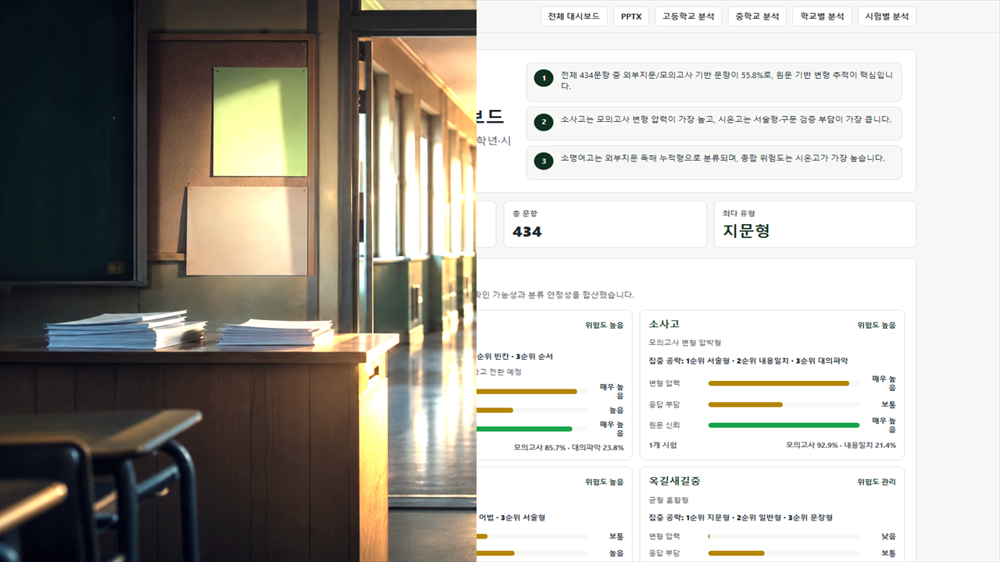 전체 대시보드
PPTX
고등학교 분석
중학교 분석
학교별 분석
시험별 분석
1
전체 434문항 중 외부지문/모의고사 기반 문항이 55.8%로, 원문 기반 변형 추적이 핵심입니
다.
2
소사고는 모의고사 변형 압력이 가장 높고, 시온고는 서술형·구문 검증 부담이 가장 큽니다.
3
소명여고는 외부지문 독해 누적형으로 분류되며, 종합 위험도는 시온고가 가장 높습니다.
보드
학년·시
총 문항
434
최다 유형
지문형
확인 가능성과 분류 안정성을 합산했습니다.
위험도 높음
순위 빈칸 · 3순위 순서
고 전환 예정
매우 높
음
높음
매우 높
음
모의고사 85.7% · 대의파악 23.8%
소사고
위험도 높음
모의고사 변형 압박형
집중 공략: 1순위 서술형 · 2순위 내용일치 · 3순위 대의파악
변형 압력
매우 높
음
응답 부담
보통
원문 신뢰
매우 높
음
1개 시험
모의고사 92.9% · 내용일치 21.4%
위험도 높음
어법 · 3순위 서술형
보통
높음
옥길새길중
위험도 관리
균형 혼합형
집중 공략: 1순위 지문형 · 2순위 일반형 · 3순위 문장형
변형 압력
낮음
응답 부담
보통